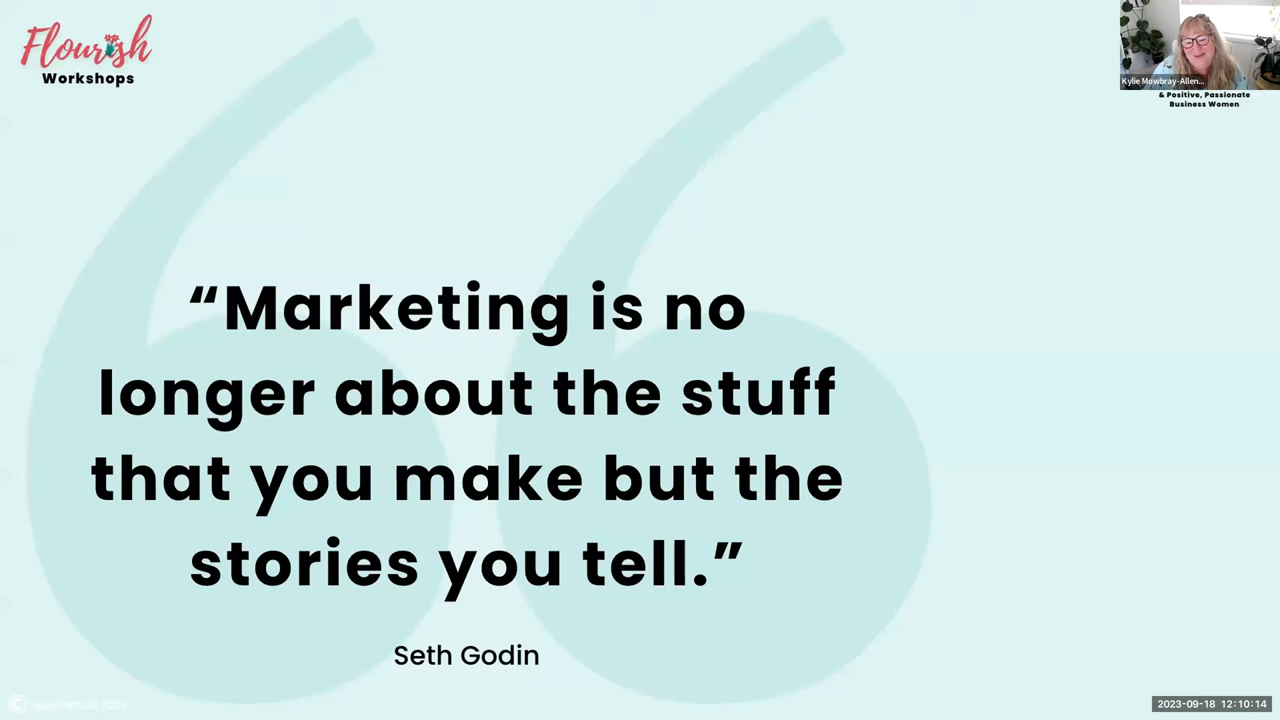 Flourish
Workshops
Kylie Mowbray-Allen...
& Positive, Passionate
Business Women
“Marketing is no
longer about the stuff
that you make but the
stories you tell.”
Seth Godin
2023-09-18 12:10:14